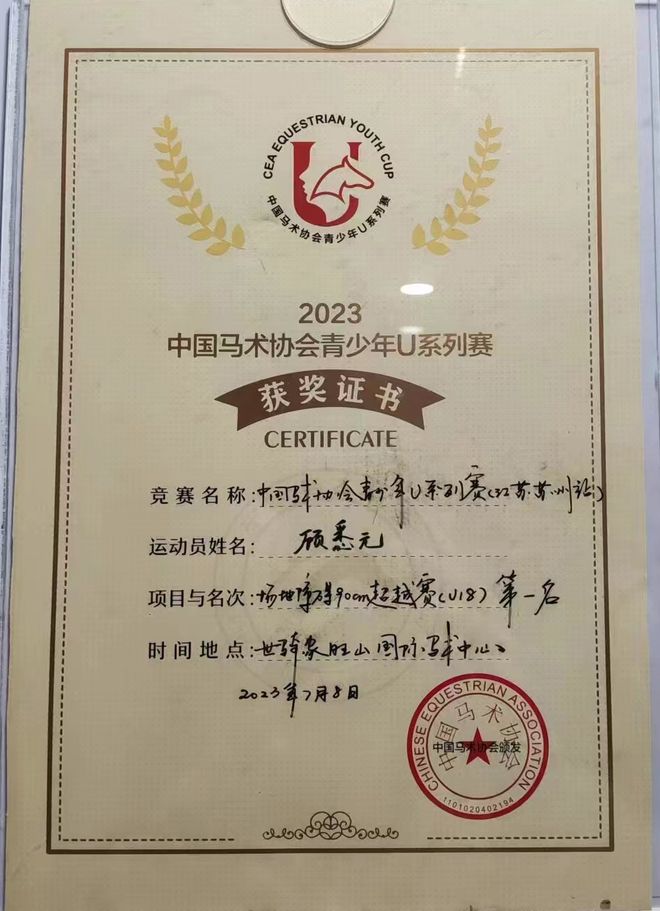 CEA EQUESTRIAN YOUTH CUP
中国马术协会青少年U系列赛
2023
中国马术协会青少年U系列赛
获奖证书
CERTIFICATE
竞赛名称:中国马术协会青少年U系列赛(江苏.苏州站)
运动员姓名:顾悉元
项目与名次:场地障碍90cm超越赛(U18)第一名
时间地点:世骑象旺山国际马术中心
2023年7月8日
CHINESE EQUESTRIAN ASSOCIATION
中国马术协会
中国马术协会颁发
1101020402194